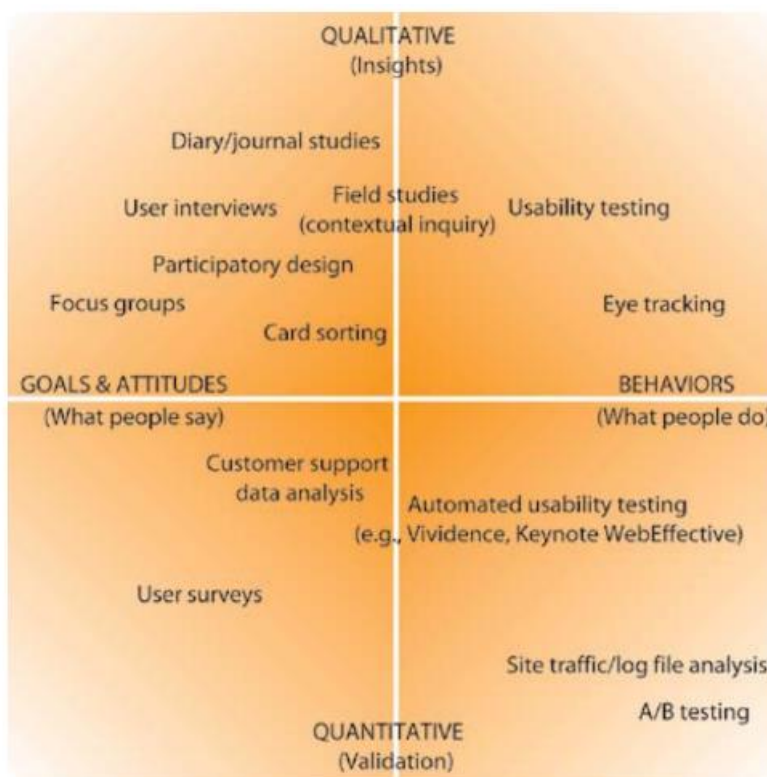 QUALITATIVE
(Insights)
Diary/journal studies
User interviews
Field studies
(contextual inquiry)
Usability testing
Participatory design
Focus groups
Eye tracking
Card sorting
GOALS & ATTITUDES
(What people say)
BEHAVIORS
(What people do)
Customer support
data analysis
Automated usability testing
(e.g., Vividence, Keynote WebEffective)
User surveys
Site traffic/log file analysis
A/B testing
QUANTITATIVE
(Validation)